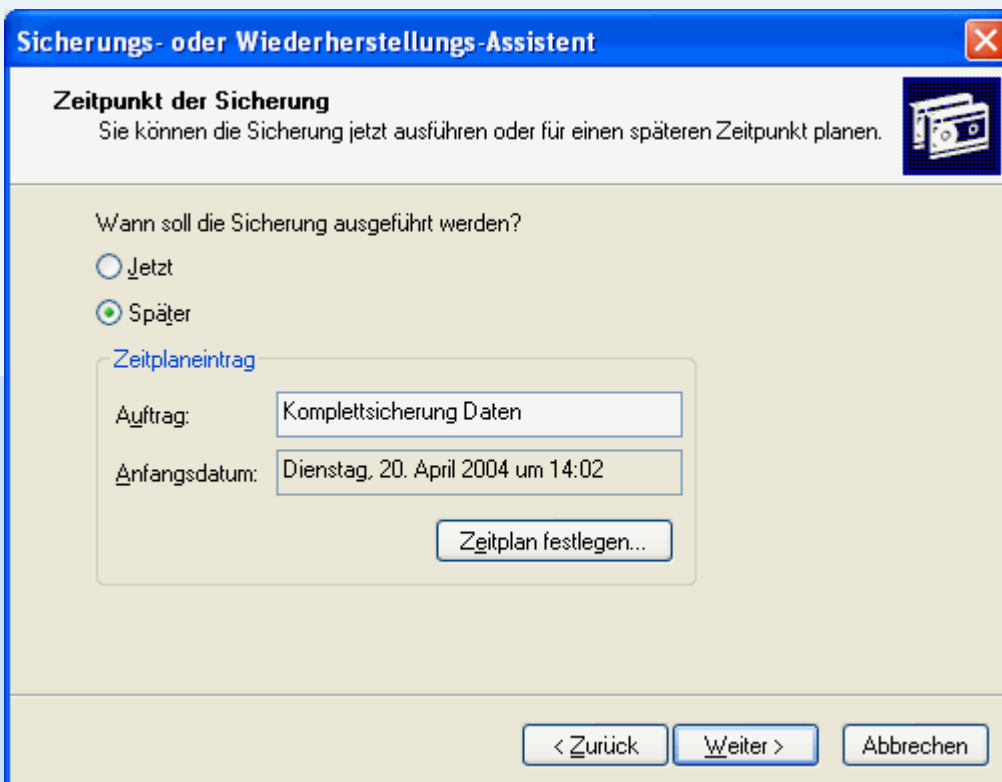 Sicherungs- oder Wiederherstellungs-Assistent
Zeitpunkt der Sicherung
Sie können die Sicherung jetzt ausführen oder für einen späteren Zeitpunkt planen.
Wann soll die Sicherung ausgeführt werden?
Jetzt
Später
Zeitplaneintrag
Auftrag: Komplettsicherung Daten
Anfangsdatum: Dienstag, 20. April 2004 um 14:02
Zeitplan festlegen...
< Zurück Weiter > Abbrechen